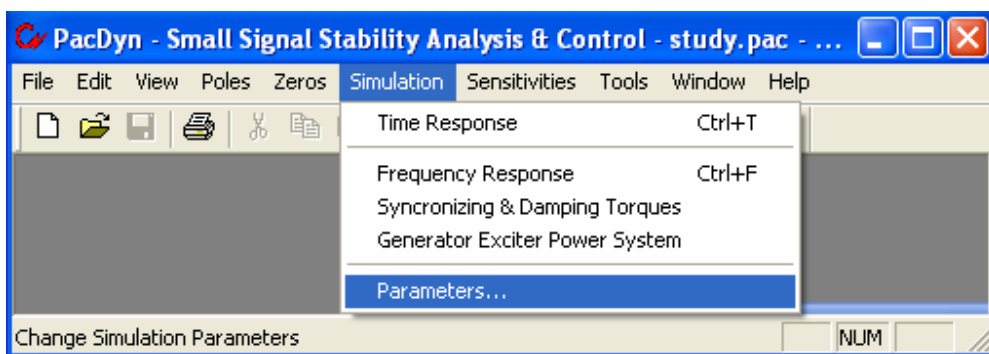 PacDyn - Small Signal Stability Analysis & Control - study.pac - ...
File Edit View Poles Zeros Simulation Sensitivities Tools Window Help
Time Response Ctrl+T
Frequency Response Ctrl+F
Syncronizing & Damping Torques
Generator Exciter Power System
Parameters...
Change Simulation Parameters NUM